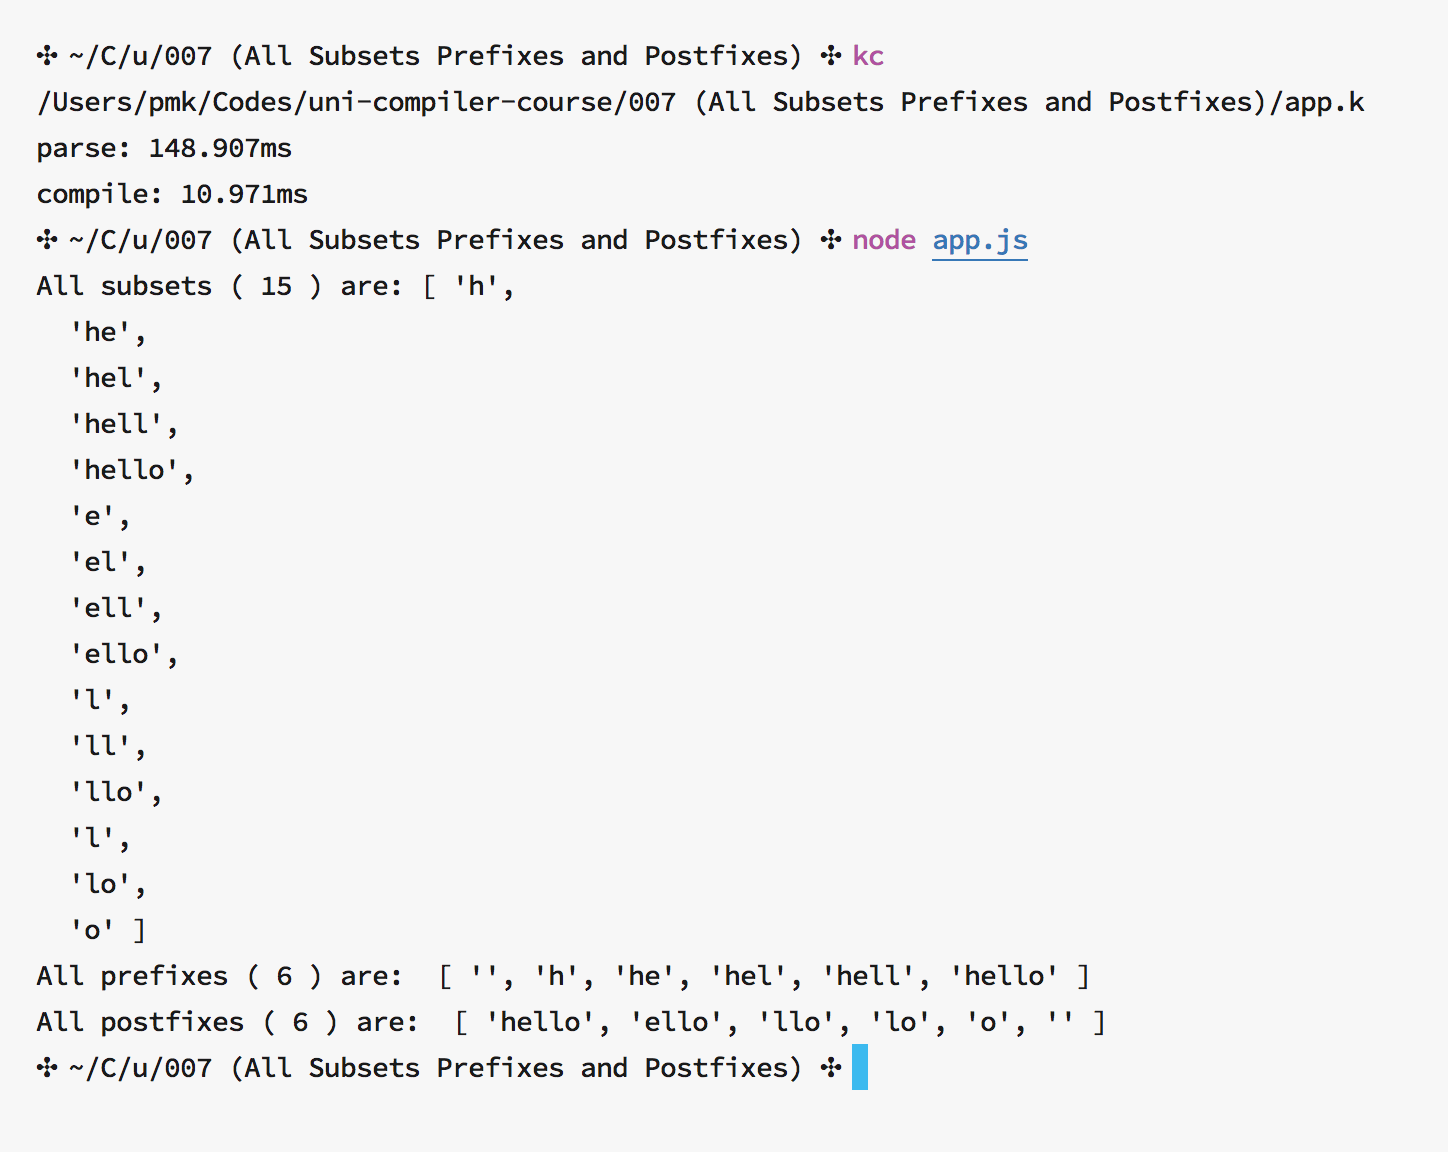 ✣ ~/C/u/007 (All Subsets Prefixes and Postfixes) ✣ kc
/Users/pmk/Codes/uni-compiler-course/007 (All Subsets Prefixes and Postfixes)/app.k
parse: 148.907ms
compile: 10.971ms
✣ ~/C/u/007 (All Subsets Prefixes and Postfixes) ✣ node app.js
All subsets ( 15 ) are: [ 'h',
  'he',
  'hel',
  'hell',
  'hello',
  'e',
  'el',
  'ell',
  'ello',
  'l',
  'll',
  'llo',
  'l',
  'lo',
  'o' ]
All prefixes ( 6 ) are:  [ '', 'h', 'he', 'hel', 'hell', 'hello' ]
All postfixes ( 6 ) are:  [ 'hello', 'ello', 'llo', 'lo', 'o', '' ]
✣ ~/C/u/007 (All Subsets Prefixes and Postfixes) ✣